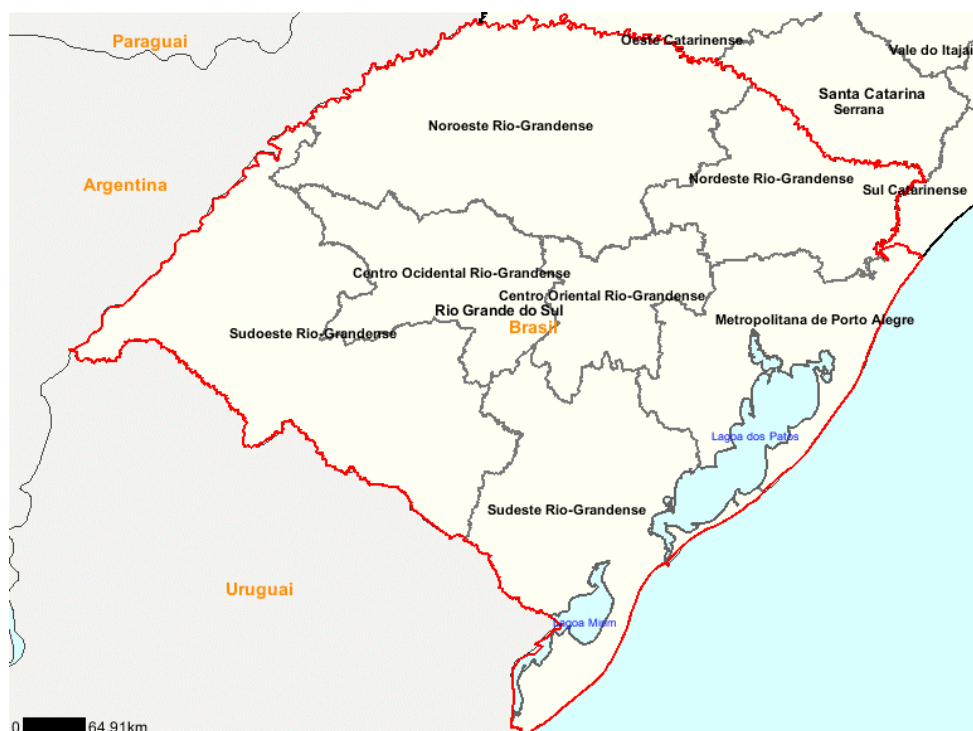 Paraguai
Oeste Catarinense
Vale do Itajaí
Santa Catarina
Serrana
Noroeste Rio-Grandense
Argentina
Nordeste Rio-Grandense
Sul Catarinense
Centro Ocidental Rio-Grandense
Centro Oriental Rio-Grandense
Rio Grande do Sul
Brasil
Metropolitana de Porto Alegre
Sudoeste Rio-Grandense
Lagoa dos Patos
Sudeste Rio-Grandense
Uruguai
Lagoa Mirim
0 64.91km